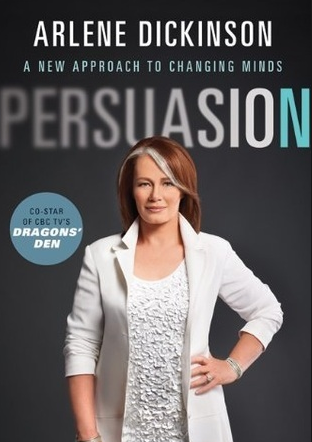 ARLENE DICKINSON
A NEW APPROACH TO CHANGING MINDS
PERSUASION
CO-STAR
OF CBC TV'S
DRAGONS'
DEN